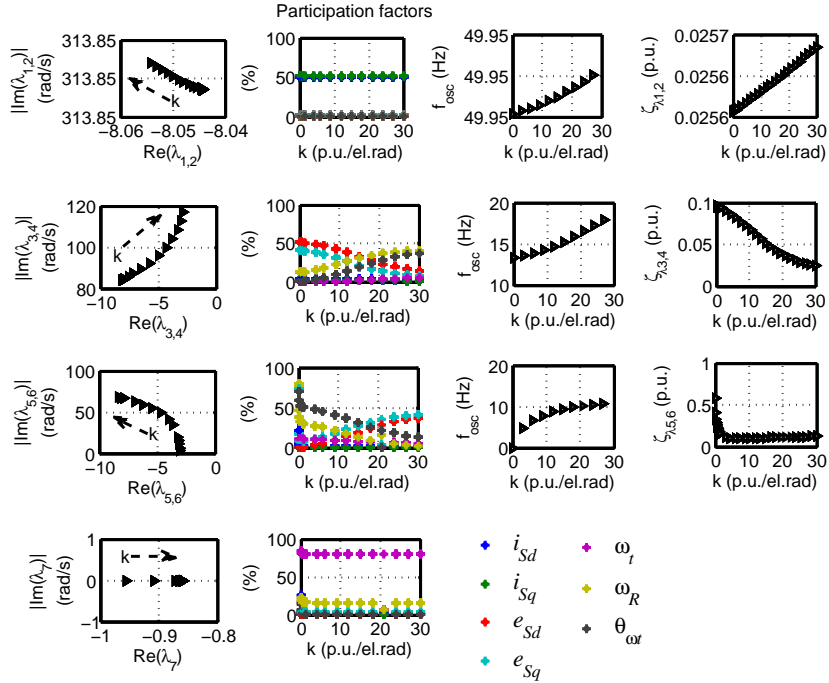 Participation factors
|Im(λ1,2)|
(rad/s)
313.85
313.85
313.85
−8.06 −8.05 −8.04
Re(λ1,2)
k
(%)
100
50
0
0 10 20 30
k (p.u./el.rad)
fosc (Hz)
49.95
49.95
49.95
0 10 20 30
k (p.u./el.rad)
ζλ1,2 (p.u.)
0.0257
0.0256
0.0256
0 10 20 30
k (p.u./el.rad)
|Im(λ3,4)|
(rad/s)
120
100
80
−10 −5 0
Re(λ3,4)
k
(%)
100
50
0
0 10 20 30
k (p.u./el.rad)
fosc (Hz)
20
15
10
0 10 20 30
k (p.u./el.rad)
ζλ3,4 (p.u.)
0.1
0.05
0
0 10 20 30
k (p.u./el.rad)
|Im(λ5,6)|
(rad/s)
100
50
0
−10 −5 0
Re(λ5,6)
k
(%)
100
50
0
0 10 20 30
k (p.u./el.rad)
fosc (Hz)
20
10
0
0 10 20 30
k (p.u./el.rad)
ζλ5,6 (p.u.)
1
0.5
0
0 10 20 30
k (p.u./el.rad)
|Im(λ7)|
(rad/s)
1
0
−1
−1 −0.9 −0.8
Re(λ7)
k
(%)
100
50
0
0 10 20 30
k (p.u./el.rad)
iSd
iSq
eSd
eSq
ωt
ωR
θωt